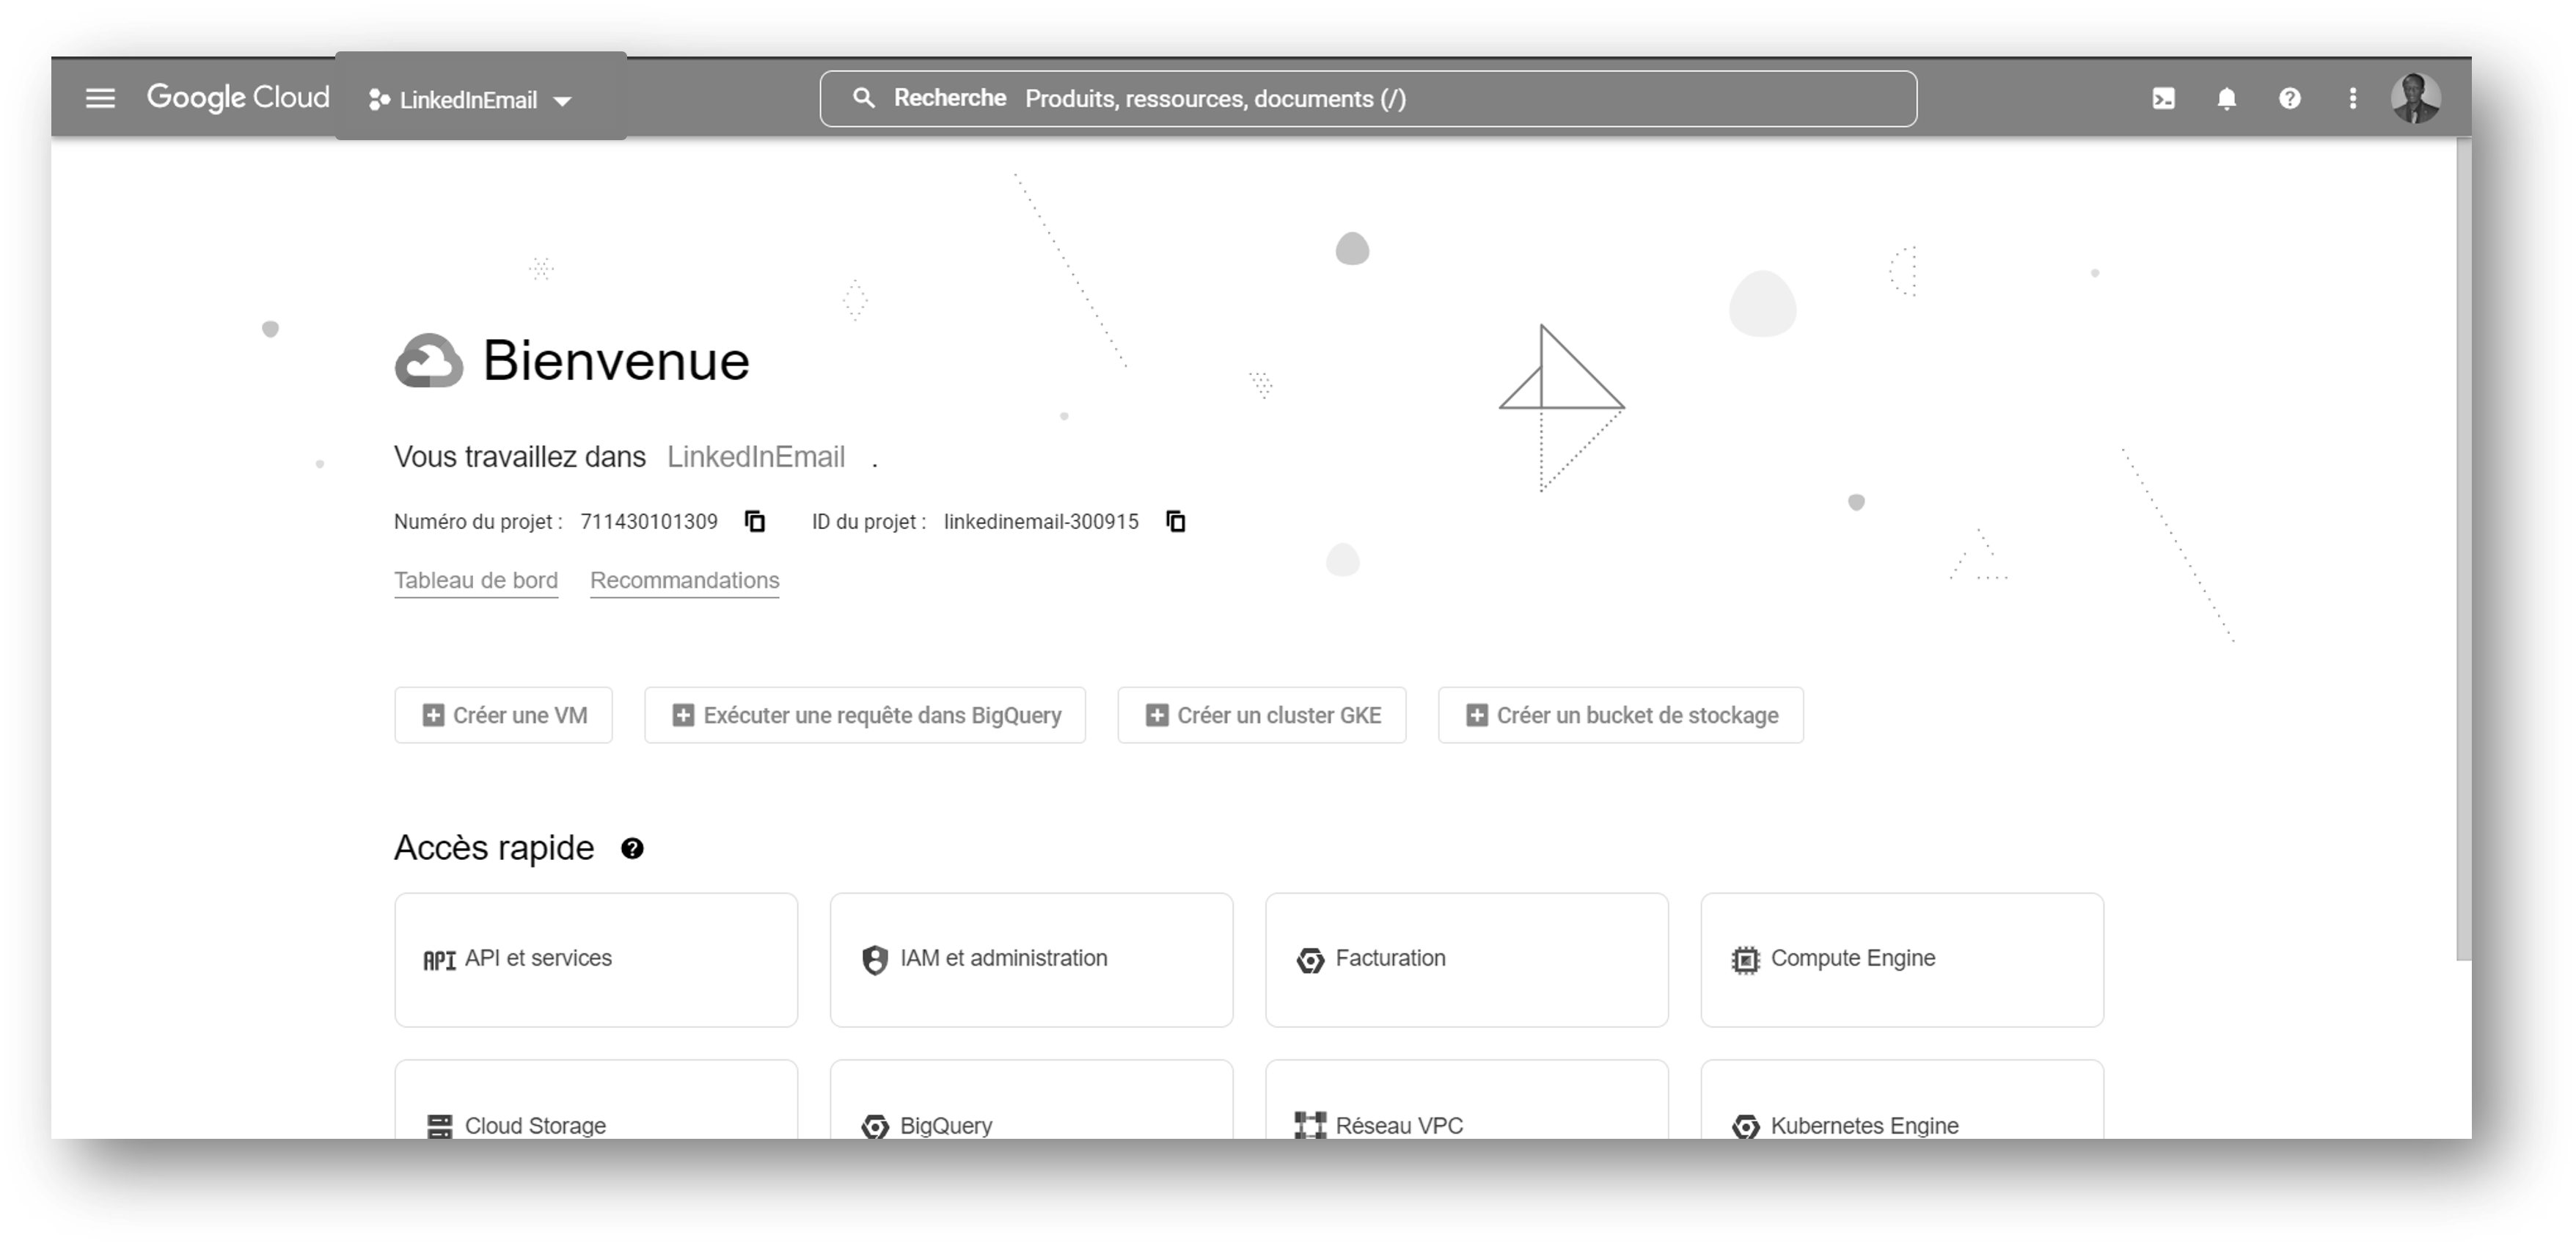 Google Cloud LinkedInEmail Recherche Produits, ressources, documents (/)
Bienvenue
Vous travaillez dans LinkedInEmail .
Numéro du projet : 711430101309 ID du projet : linkedinemail-300915
Tableau de bord Recommandations
Créer une VM Exécuter une requête dans BigQuery Créer un cluster GKE Créer un bucket de stockage
Accès rapide
API API et services IAM et administration Facturation Compute Engine
Cloud Storage BigQuery Réseau VPC Kubernetes Engine